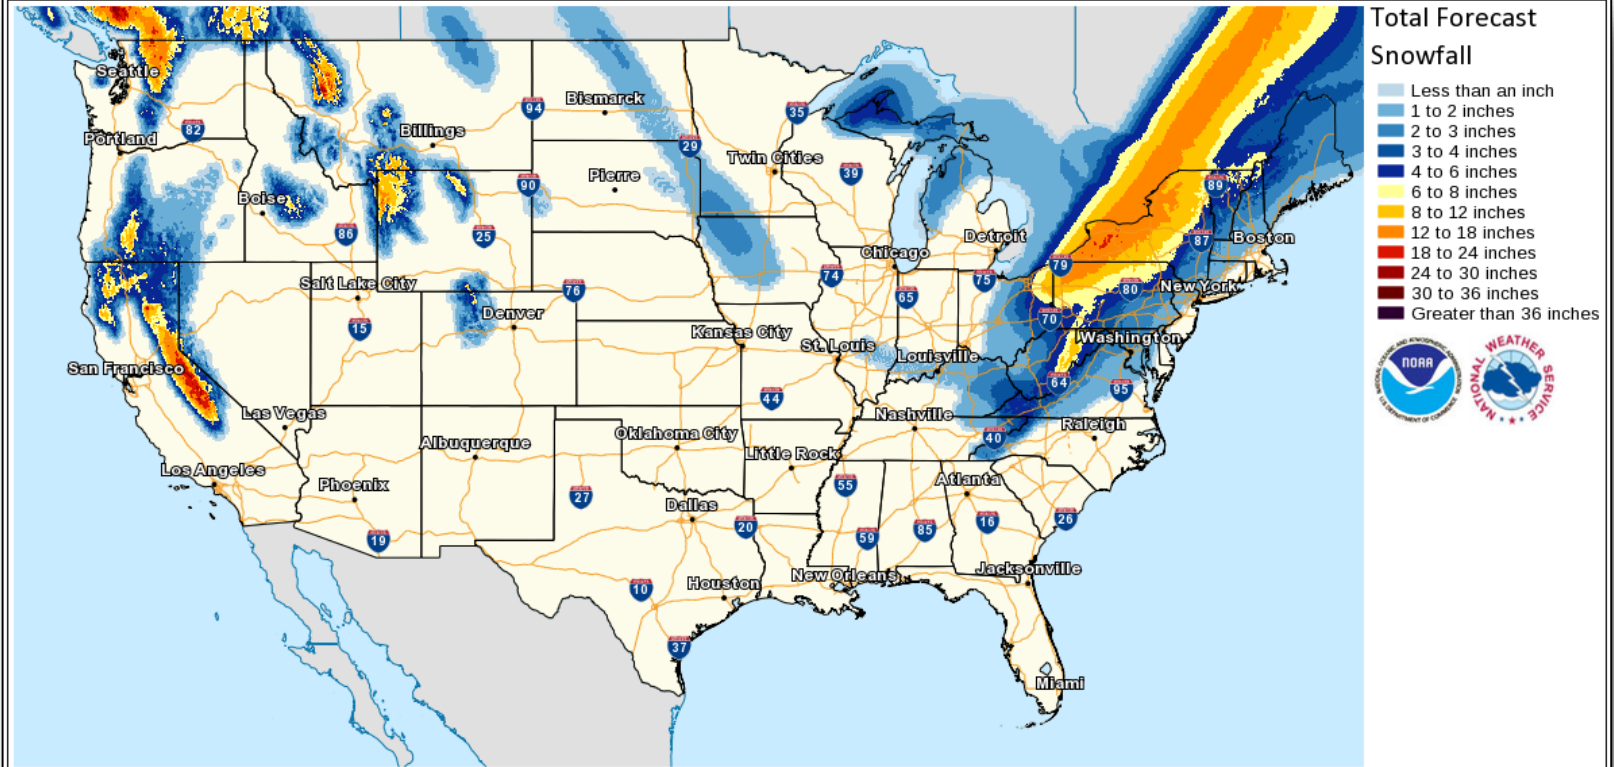 Total Forecast
Snowfall
Less than an inch
1 to 2 inches
2 to 3 inches
3 to 4 inches
4 to 6 inches
6 to 8 inches
8 to 12 inches
12 to 18 inches
18 to 24 inches
24 to 30 inches
30 to 36 inches
Greater than 36 inches
NOAA
NATIONAL WEATHER SERVICE
Seattle
94
Bismarck
35
82
Portland
Billings
29
Twin Cities
39
Pierre
90
89
Boise
86
25
87
Boston
Detroit
Chicago
79
74
75
Salt Lake City
76
65
80
New York
Denver
15
70
Kansas City
St. Louis
Washington
Louisville
San Francisco
64
95
44
Las Vegas
Nashville
Raleigh
Oklahoma City
40
Albuquerque
Little Rock
Los Angeles
Phoenix
55
Atlanta
27
Dallas
20
16
26
85
59
19
Jacksonville
New Orleans
Houston
10
37
Miami